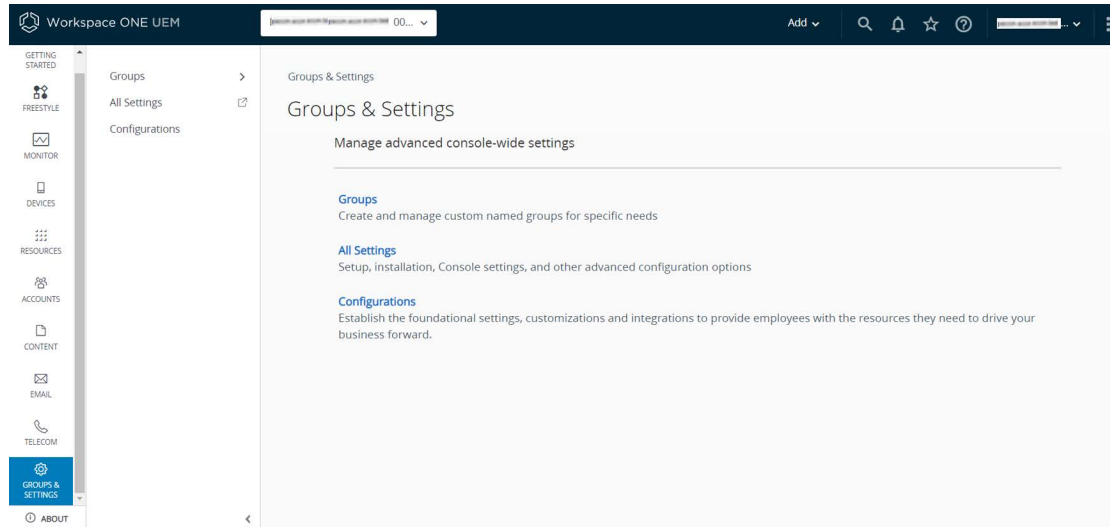 Workspace ONE UEM
00...
Add
GETTING
STARTED
FREESTYLE
MONITOR
DEVICES
RESOURCES
ACCOUNTS
CONTENT
EMAIL
TELECOM
GROUPS &
SETTINGS
ABOUT
Groups
All Settings
Configurations
Groups & Settings
Groups & Settings
Manage advanced console-wide settings
Groups
Create and manage custom named groups for specific needs
All Settings
Setup, installation, Console settings, and other advanced configuration options
Configurations
Establish the foundational settings, customizations and integrations to provide employees with the resources they need to drive your
business forward.